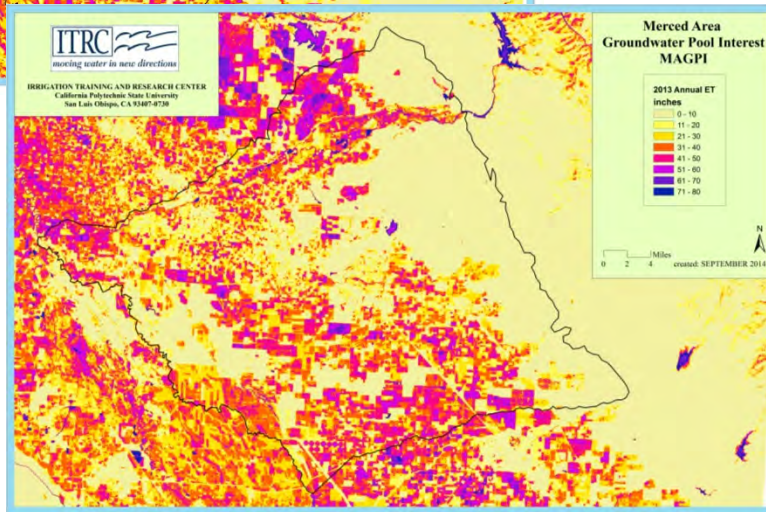 ITRC
moving water in new directions
IRRIGATION TRAINING AND RESEARCH CENTER
California Polytechnic State University
San Luis Obispo, CA 93407-0730
Merced Area
Groundwater Pool Interest
MAGPI
2013 Annual ET
inches
0 - 10
11 - 20
21 - 30
31 - 40
41 - 50
51 - 60
61 - 70
71 - 80
N
Miles
0 2 4
created: SEPTEMBER 2014